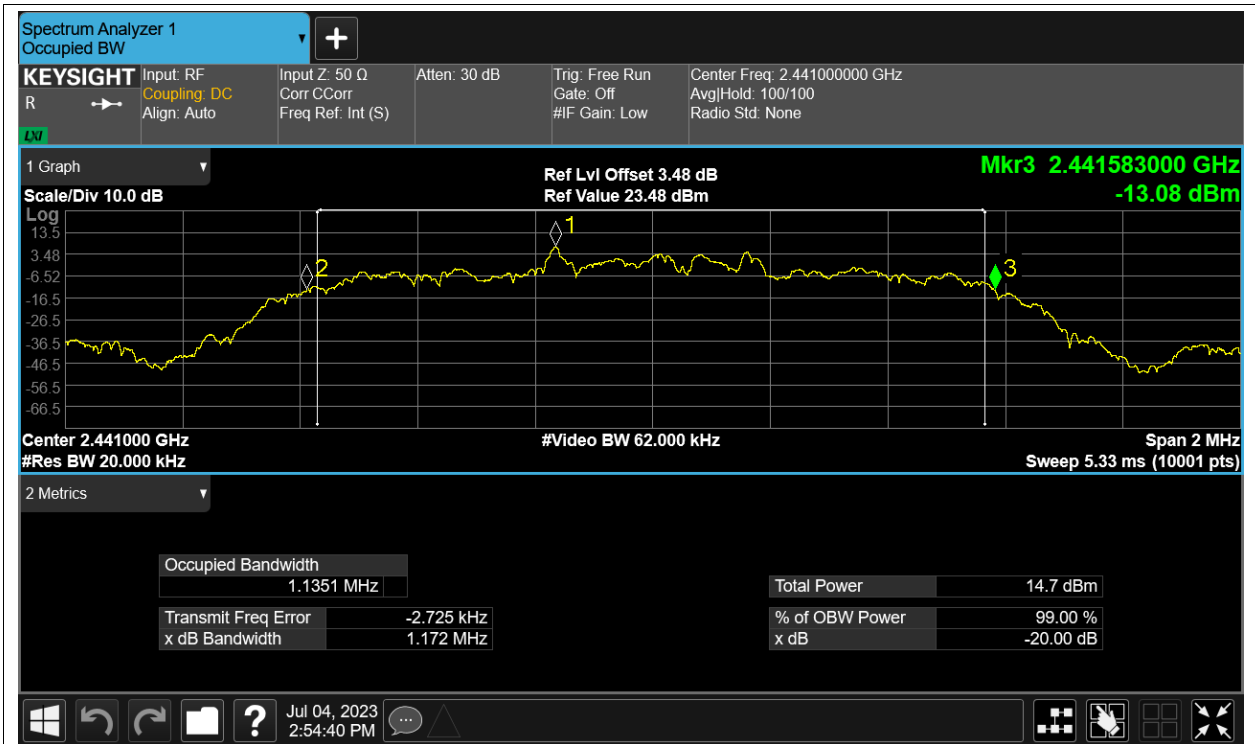 Spectrum Analyzer 1
Occupied BW
KEYSIGHT
R
LXI
Input: RF
Coupling: DC
Align: Auto
Input Z: 50 Ω
Corr CCorr
Freq Ref: Int (S)
Atten: 30 dB
Trig: Free Run
Gate: Off
#IF Gain: Low
Center Freq: 2.441000000 GHz
Avg|Hold: 100/100
Radio Std: None
1 Graph
Scale/Div 10.0 dB
Ref Lvl Offset 3.48 dB
Ref Value 23.48 dBm
Mkr3 2.441583000 GHz
-13.08 dBm
Log
13.5
3.48
-6.52
-16.5
-26.5
-36.5
-46.5
-56.5
-66.5
1
2
3
Center 2.441000 GHz
#Res BW 20.000 kHz
#Video BW 62.000 kHz
Span 2 MHz
Sweep 5.33 ms (10001 pts)
2 Metrics
Occupied Bandwidth
1.1351 MHz
Transmit Freq Error -2.725 kHz
x dB Bandwidth 1.172 MHz
Total Power 14.7 dBm
% of OBW Power 99.00 %
x dB -20.00 dB
?
Jul 04, 2023
2:54:40 PM